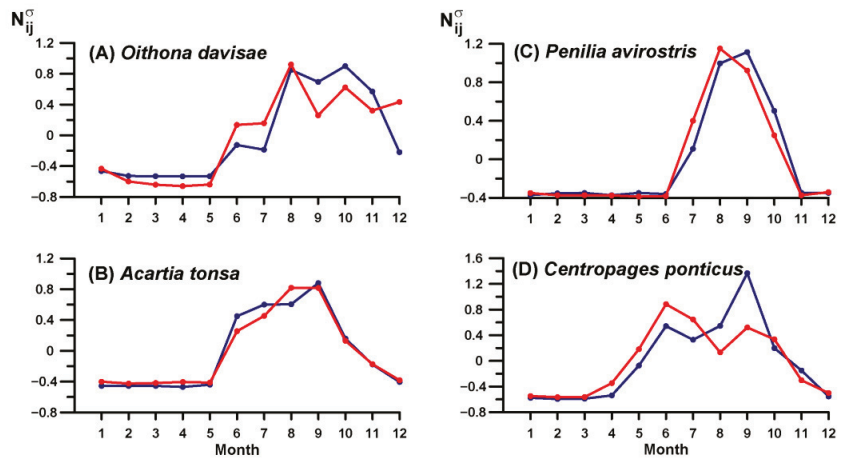 N_ij^σ
(A) Oithona davisae
1.2
0.8
0.4
0
−0.4
−0.8
1 2 3 4 5 6 7 8 9 10 11 12
(B) Acartia tonsa
1.2
0.8
0.4
0
−0.4
−0.8
1 2 3 4 5 6 7 8 9 10 11 12
Month
N_ij^σ
(C) Penilia avirostris
1.2
0.8
0.4
0
−0.4
1 2 3 4 5 6 7 8 9 10 11 12
(D) Centropages ponticus
1.6
1.2
0.8
0.4
0
−0.4
−0.8
1 2 3 4 5 6 7 8 9 10 11 12
Month